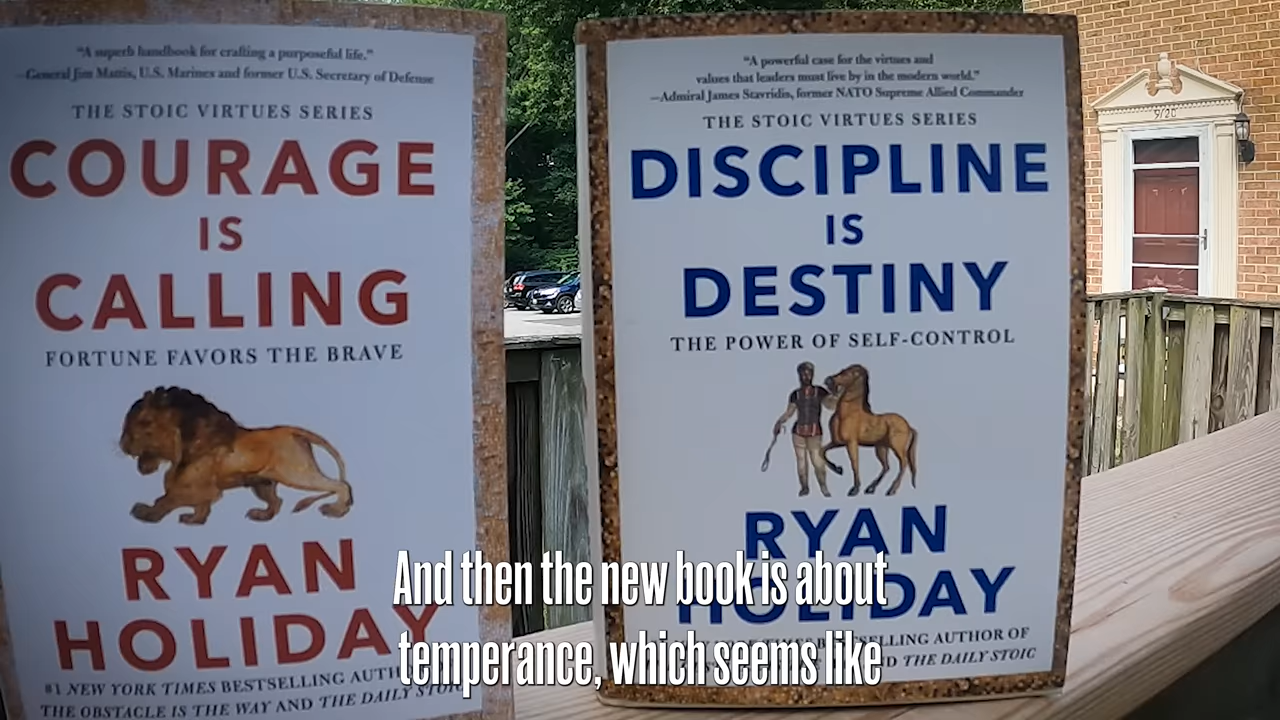 "A superb handbook for crafting a purposeful life."
—General Jim Mattis, U.S. Marines and former U.S. Secretary of Defense
THE STOIC VIRTUES SERIES
COURAGE
IS
CALLING
FORTUNE FAVORS THE BRAVE
RYAN
HOLIDAY
#1 NEW YORK TIMES BESTSELLING
THE OBSTACLE IS THE WAY AND THE DAILY STOIC
"A powerful case for the virtues and
values that leaders must live by in the modern world."
—Admiral James Stavridis, former NATO Supreme Allied Commander
THE STOIC VIRTUES SERIES
DISCIPLINE
IS
DESTINY
THE POWER OF SELF-CONTROL
RYAN
HOLIDAY
AUTHOR OF
THE DAILY STOIC
9120
And then the new book is about
temperance, which seems like